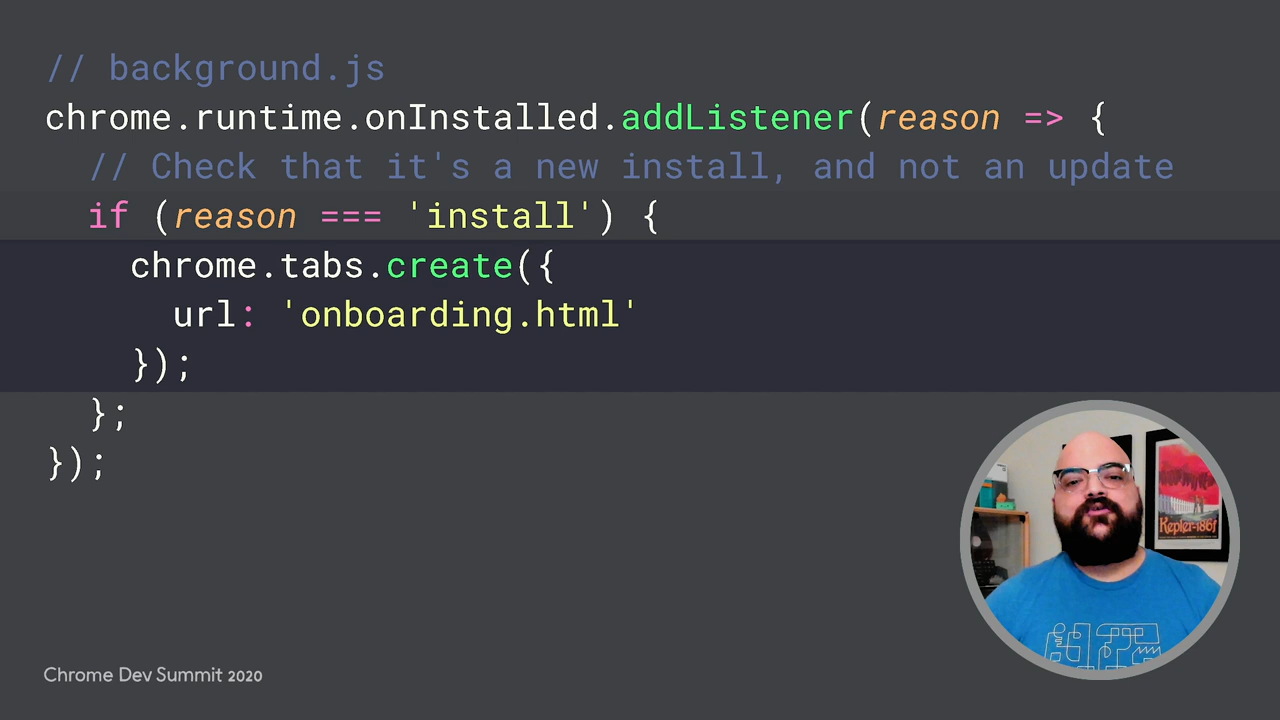 // background.js
chrome.runtime.onInstalled.addListener(reason => {
  // Check that it's a new install, and not an update
  if (reason === 'install') {
    chrome.tabs.create({
      url: 'onboarding.html'
    });
  };
});
Kepler-186f
Chrome Dev Summit 2020